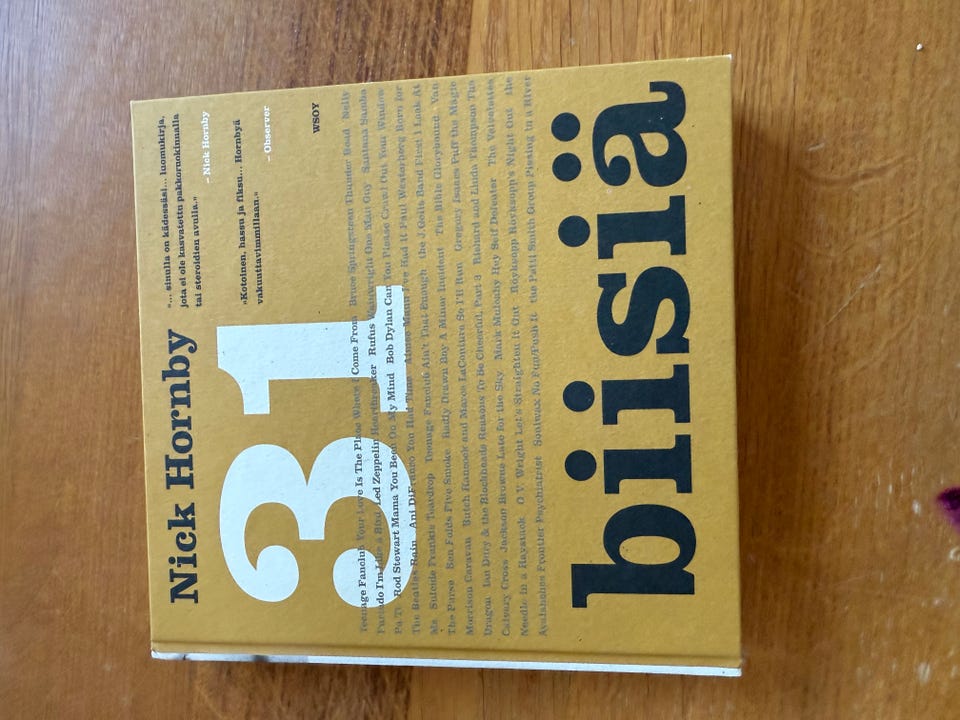 Nick Hornby
"... sinulla on kädessäsi... luomukirja,
jota ei ole kasvatettu pakkoruokinnalla
tai steroidien avulla."
– Nick Hornby
"Kotoinen, hassu ja fiksu... Hornbyä
vakuuttavimmillaan."
– Observer
WSOY
31
Teenage Fanclub Your Love Is The Place Where I Come From Bruce Springsteen Thunder Road Nelly
Furtado I'm Like a Bird Led Zeppelin Heartbreaker Rufus Wainwright One Man Guy Santana Samba
Pa Ti Rod Stewart Mama You Been On My Mind Bob Dylan Can You Please Crawl Out Your Window
The Beatles Rain Ani DiFranco You Had Time Aimee Mann I've Had It Paul Westerberg Born for
Me Suicide Frankie Teardrop Teenage Fanclub Ain't That Enough the J.Geils Band First I Look At
The Purse Ben Folds Five Smoke Badly Drawn Boy A Minor Incident The Bible Glorybound Van
Morrison Caravan Butch Hancock and Marce LaCouture So I'll Run Gregory Isaacs Puff the Magic
Dragon Ian Dury & the Blockheads Reasons To Be Cheerful, Part 3 Richard and Linda Thompson The
Calvary Cross Jackson Browne Late for the Sky Mark Mulcahy Hey Self Defeater The Velvelettes
Needle in a Haystack O.V. Wright Let's Straighten it Out Röyksopp Röyksopp's Night Out the
Avalanches Frontier Psychiatrist Soulwax No Fun/Push It the Patti Smith Group Pissing in a River
biisiä